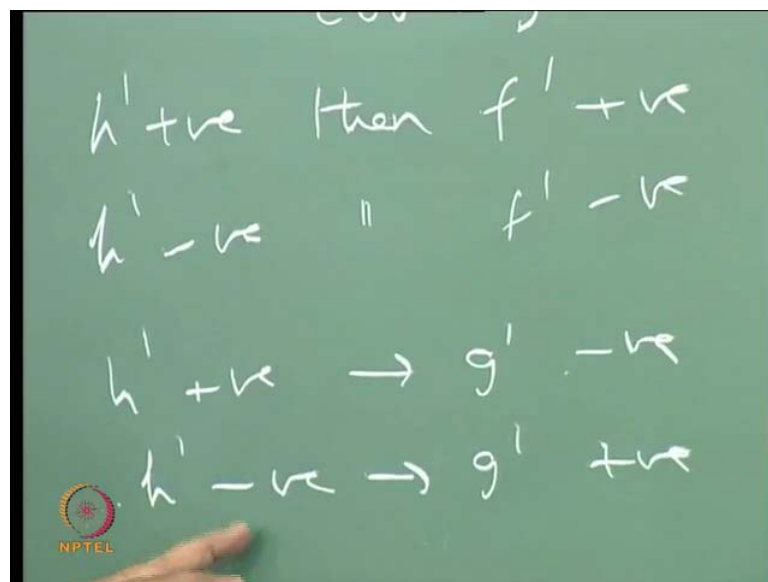 h' +ve then f' +ve
h' -ve " f' -ve
h' +ve → g' -ve
h' -ve → g' +ve
NPTEL